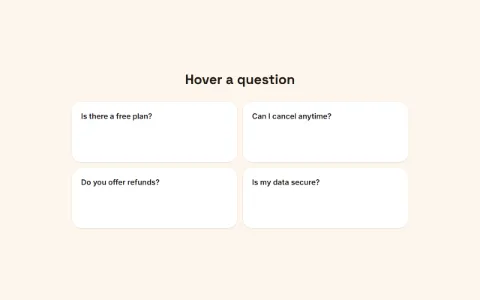 Hover a question
Is there a free plan?
Can I cancel anytime?
Do you offer refunds?
Is my data secure?